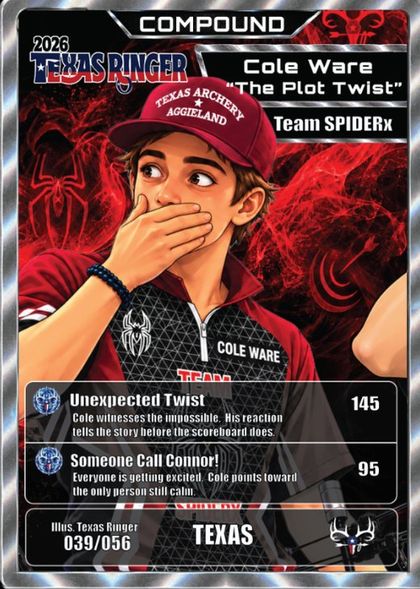 COMPOUND
2026
TEXAS RINGER
Cole Ware
"The Plot Twist"
Team SPIDERx
TEXAS ARCHERY
AGGIELAND
COLE WARE
TEAM
Unexpected Twist
145
Cole witnesses the impossible. His reaction
tells the story before the scoreboard does.
Someone Call Connor!
95
Everyone is getting excited. Cole points toward
the only person still calm.
SPIDERX
Illus. Texas Ringer
039/056
TEXAS